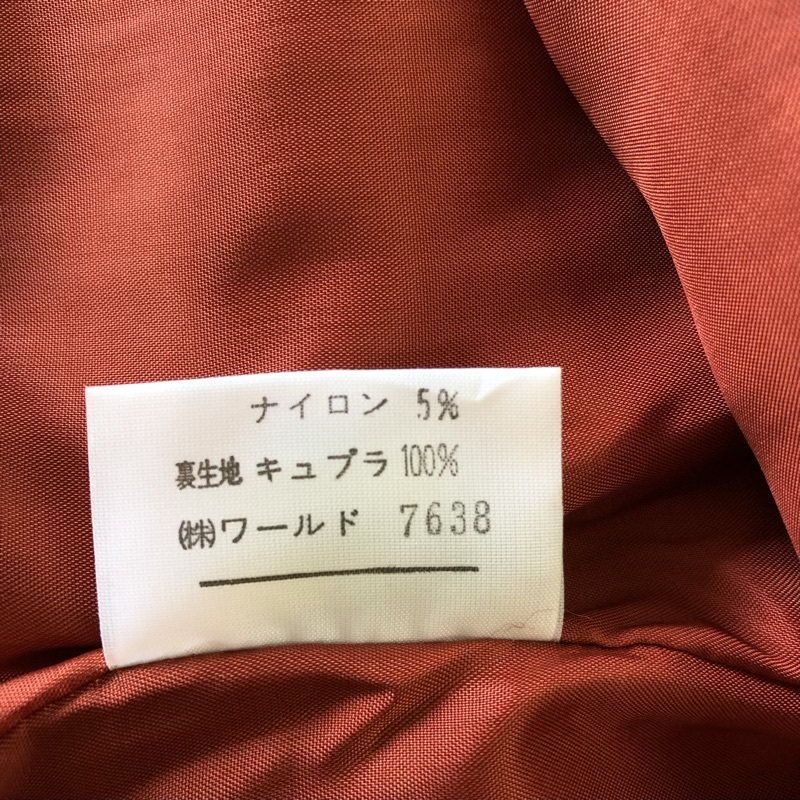 ナイロン 5%
裏生地 キュプラ 100%
(株)ワールド 7638